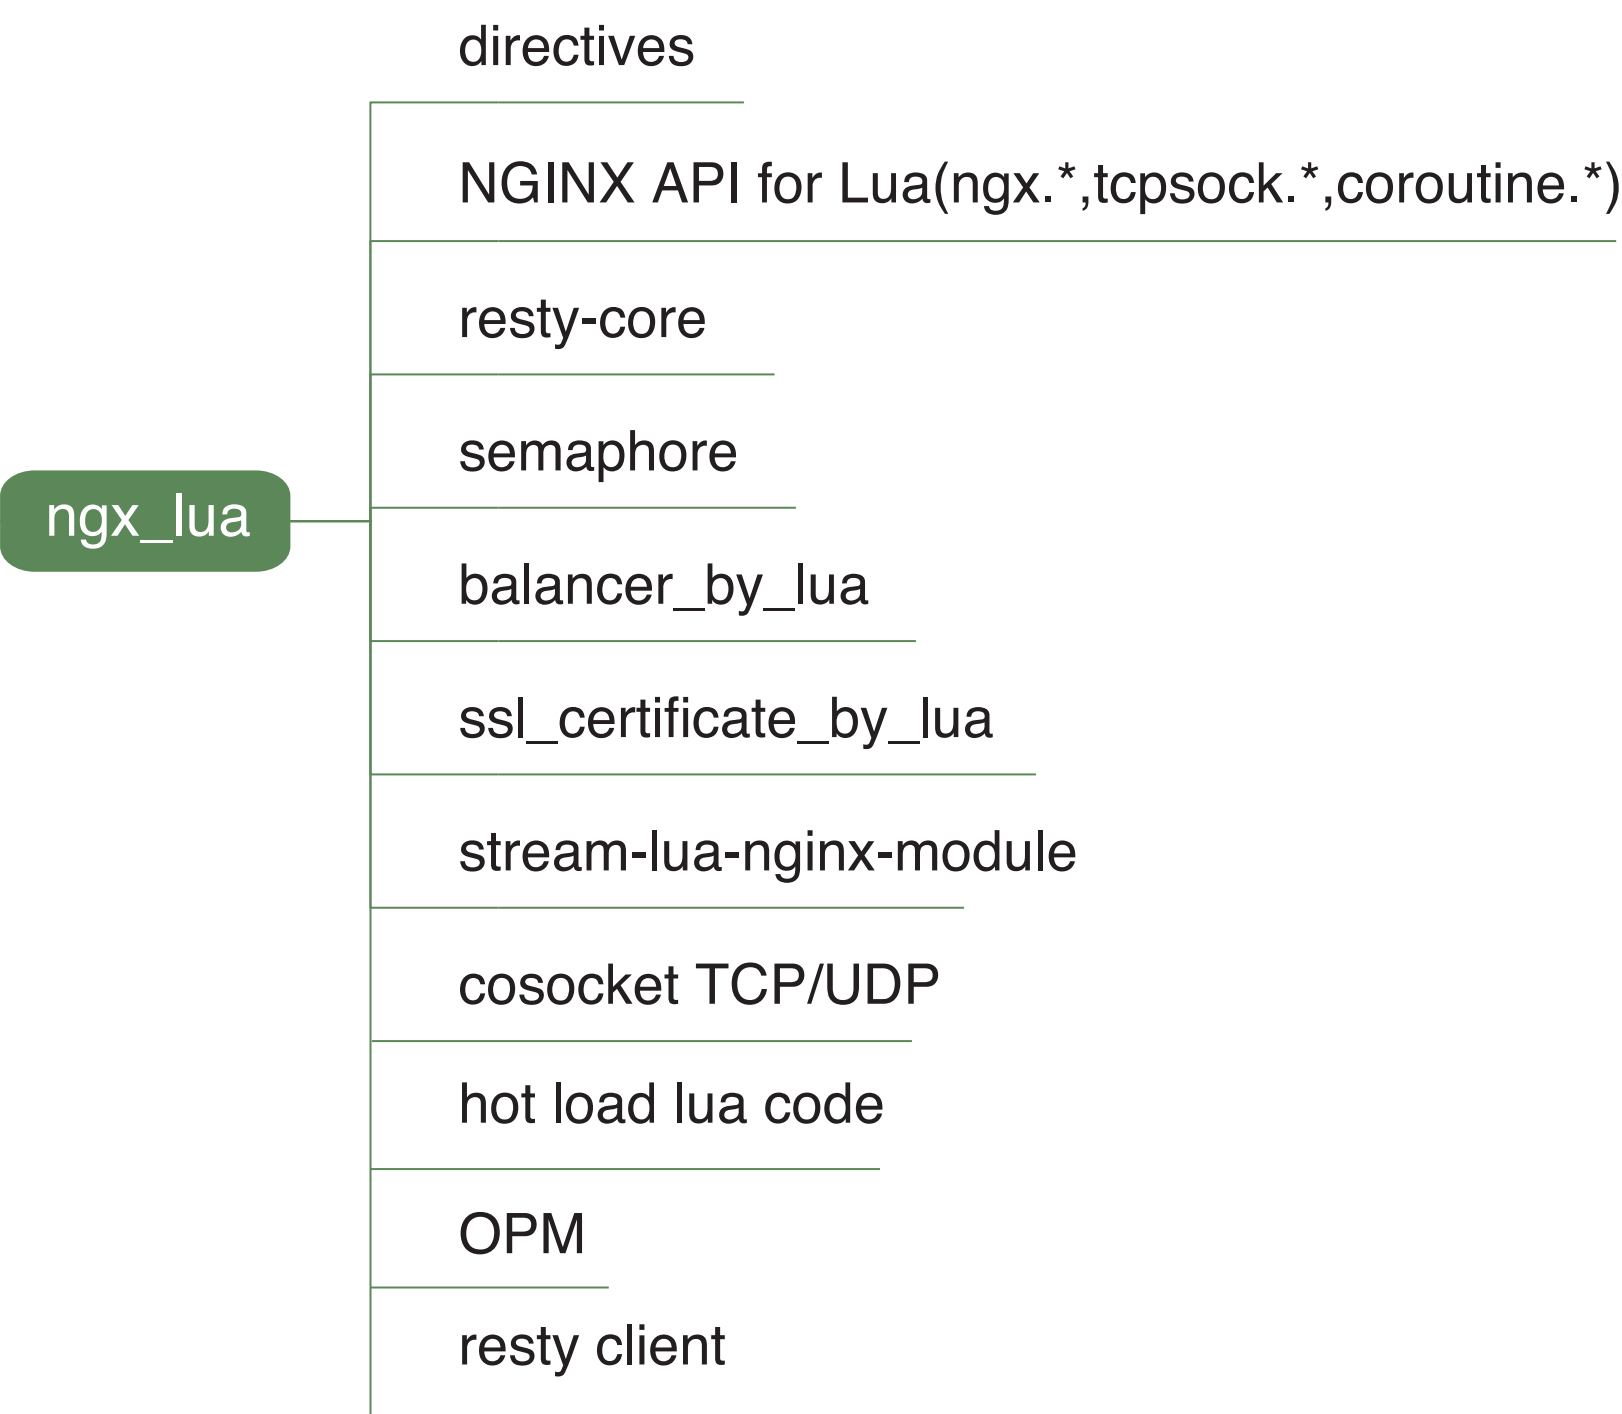 directives
NGINX API for Lua(ngx.*,tcpsock.*,coroutine.*)
resty-core
semaphore
ngx_lua
balancer_by_lua
ssl_certificate_by_lua
stream-lua-nginx-module
cosocket TCP/UDP
hot load lua code
OPM
resty client